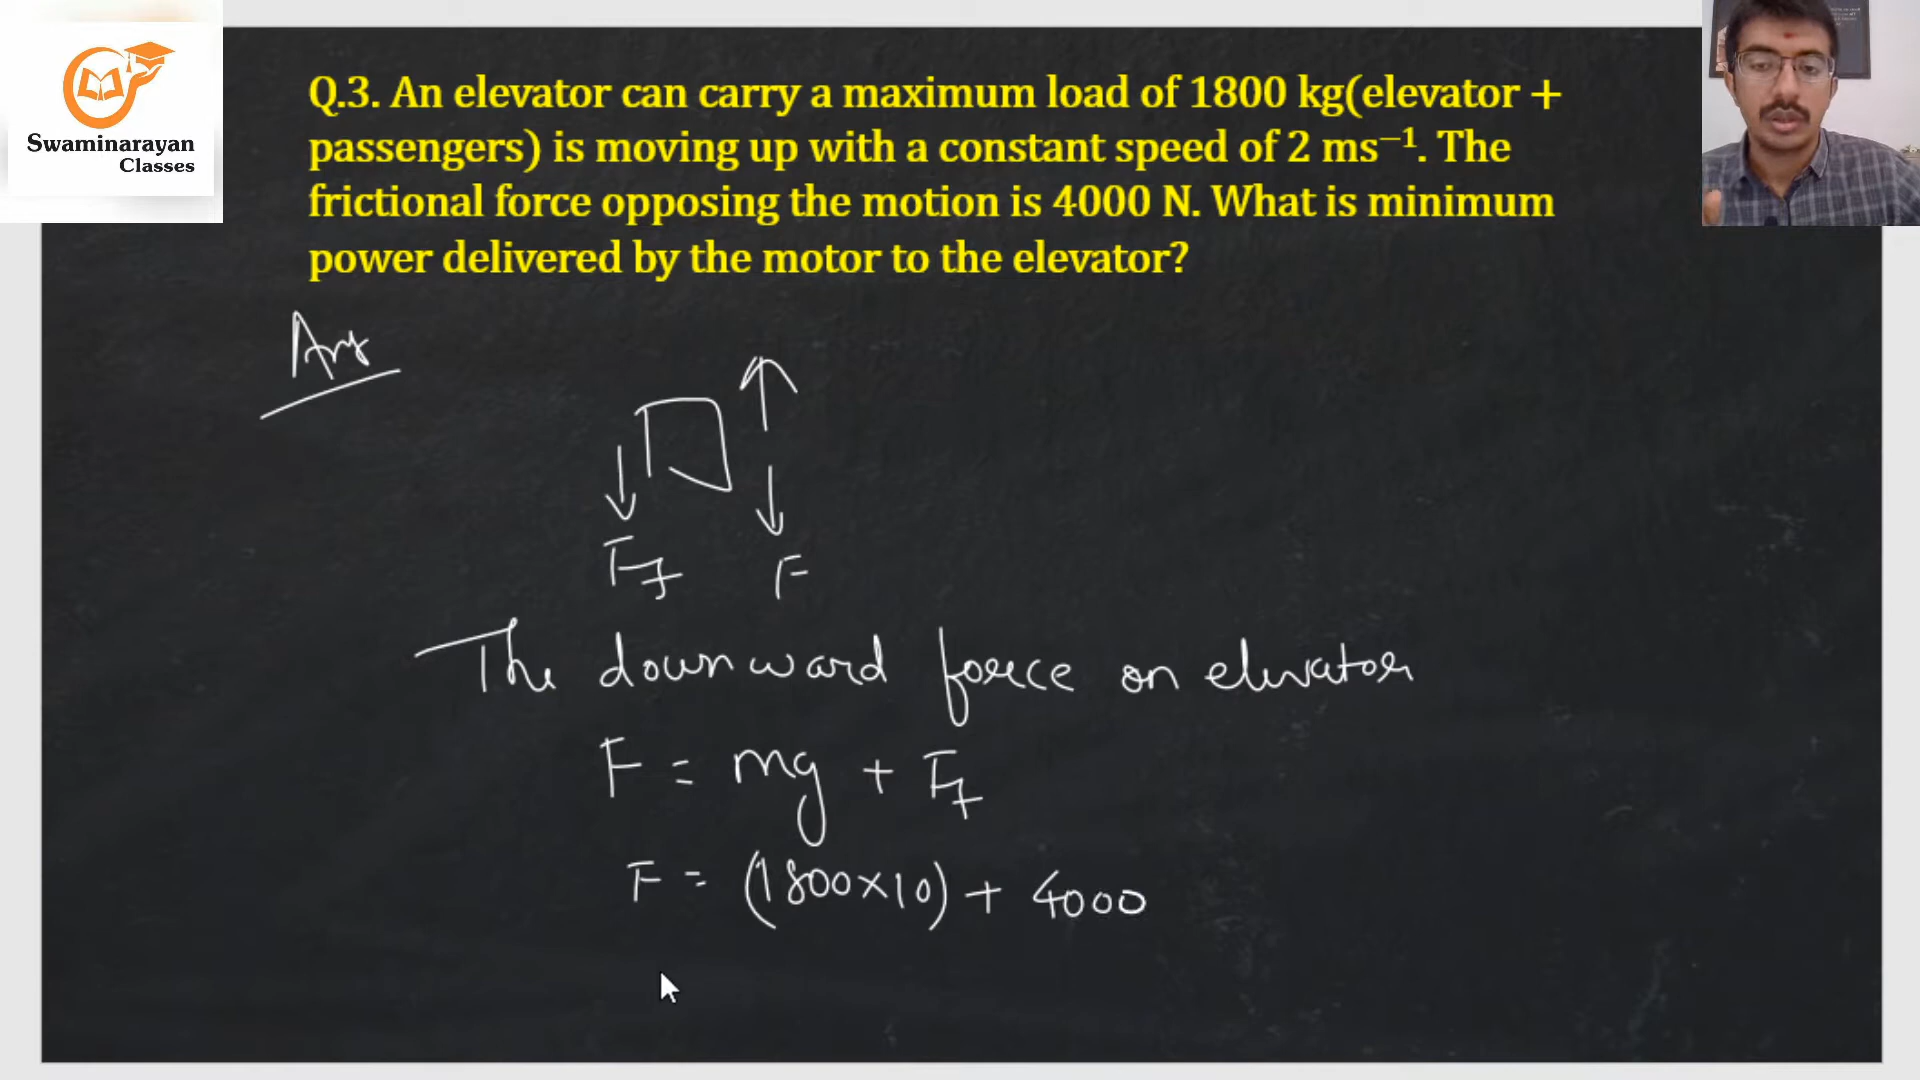 Swaminarayan
Classes
Q.3. An elevator can carry a maximum load of 1800 kg(elevator +
passengers) is moving up with a constant speed of 2 ms⁻¹. The
frictional force opposing the motion is 4000 N. What is minimum
power delivered by the motor to the elevator?
Ans
F_f F
The downward force on elevator
F = mg + F_f
F = (1800×10) + 4000